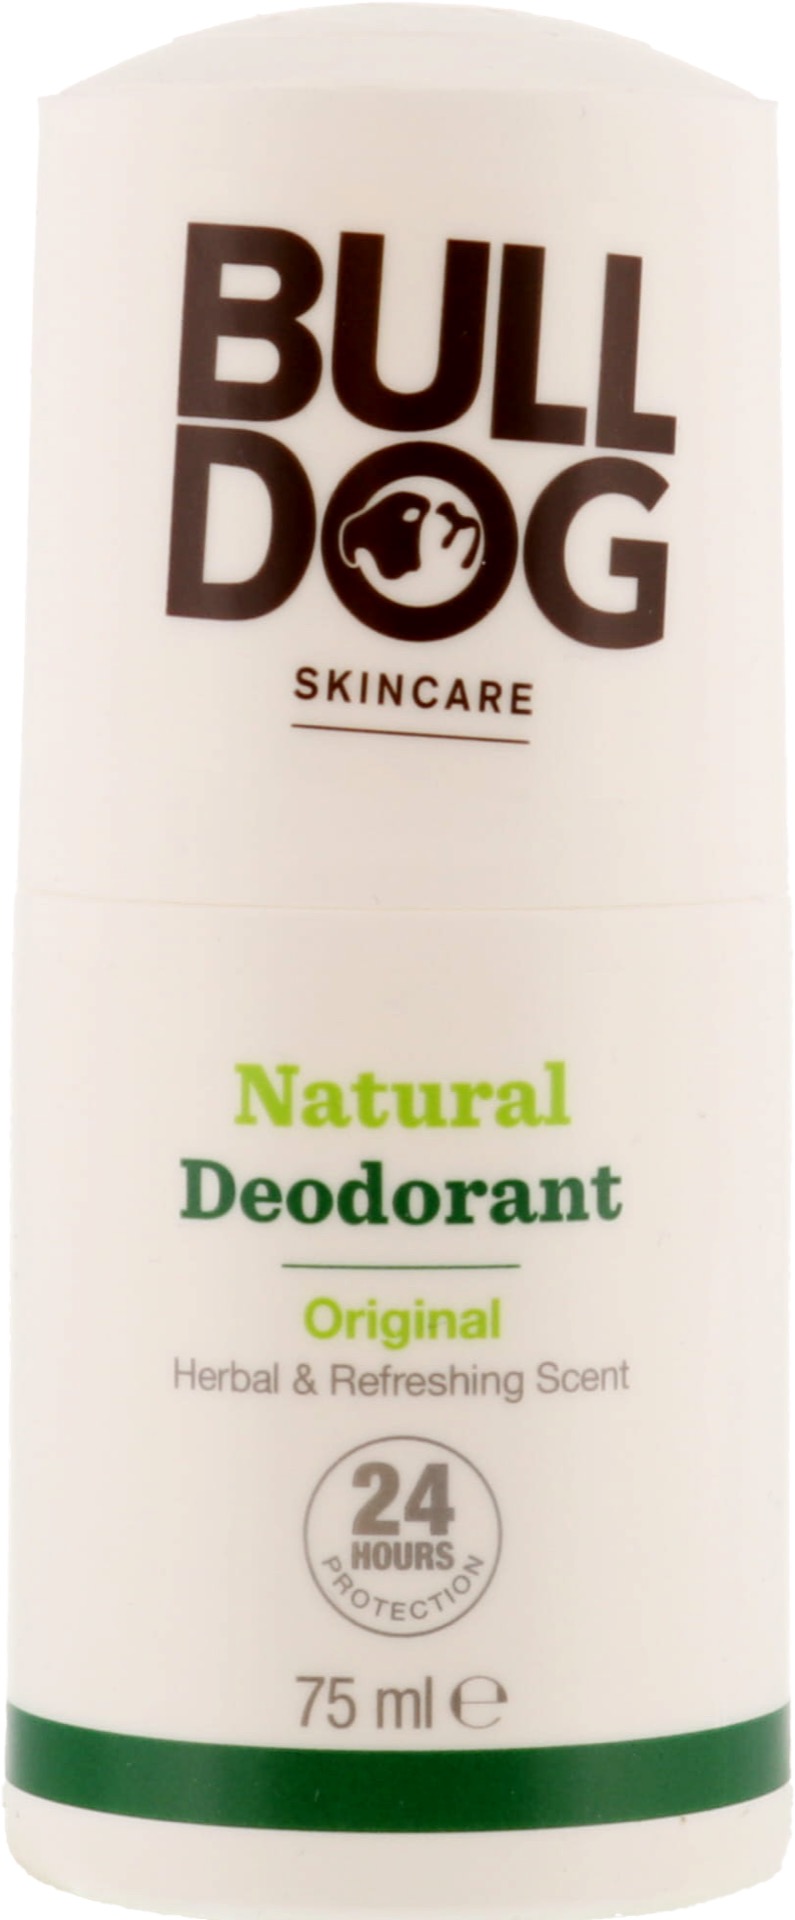 BULL
DOG
SKINCARE
Natural
Deodorant
Original
Herbal & Refreshing Scent
24
HOURS
PROTECTION
75 ml ℮